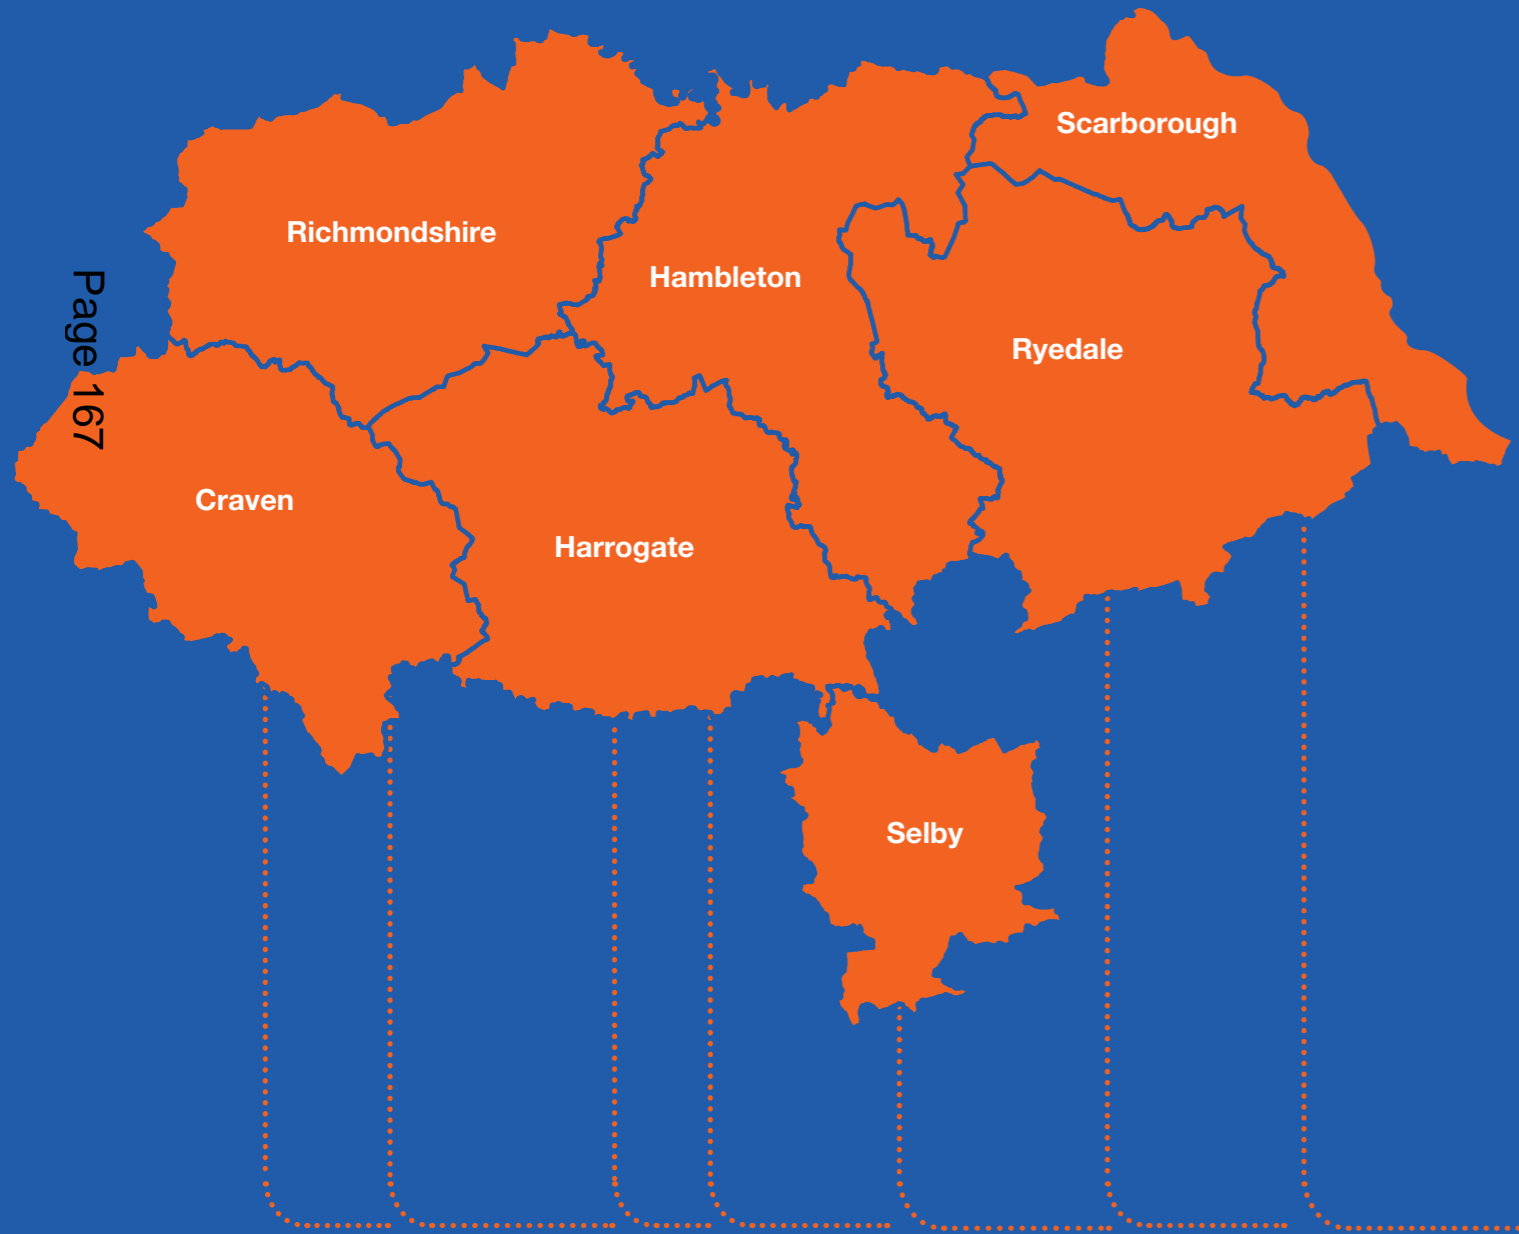 Scarborough
Richmondshire
Hambleton
Page 167
Ryedale
Craven
Harrogate
Selby